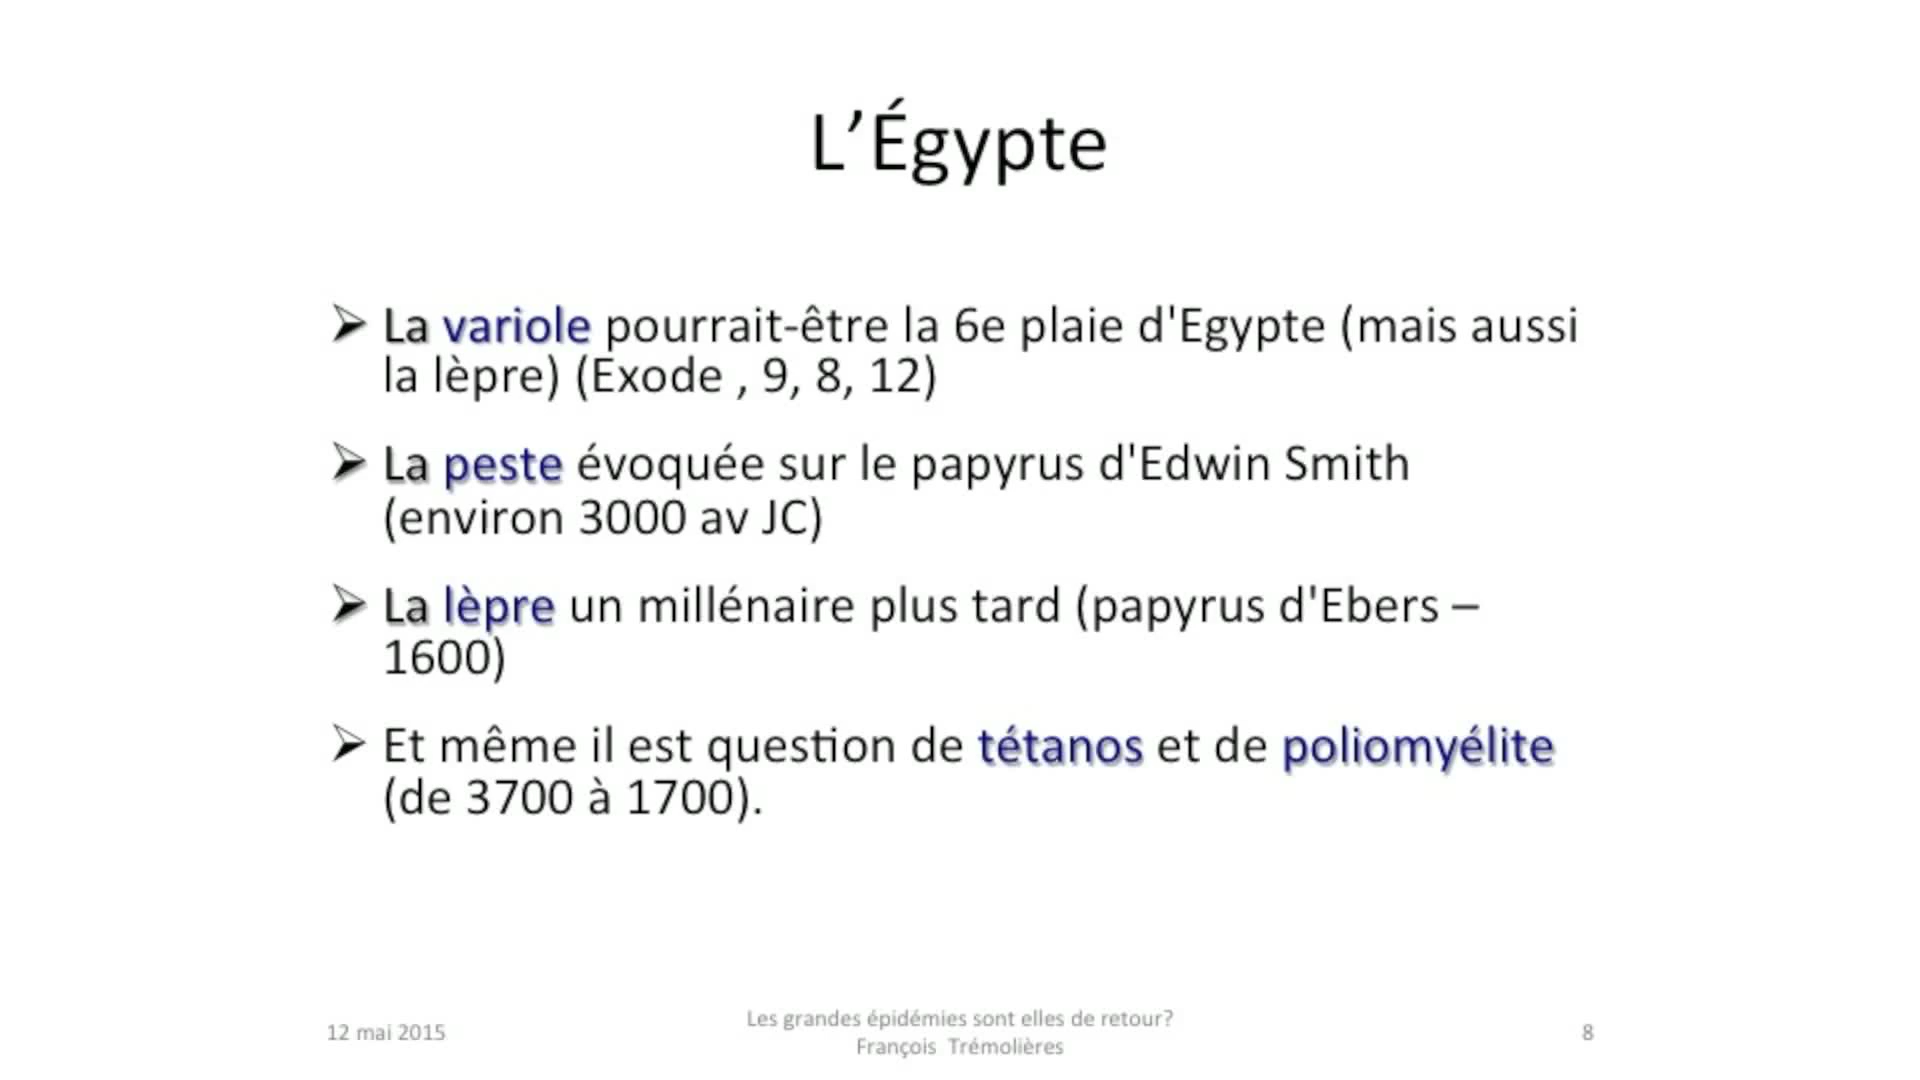 L’Égypte
➢ La variole pourrait-être la 6e plaie d'Egypte (mais aussi
la lèpre) (Exode , 9, 8, 12)
➢ La peste évoquée sur le papyrus d'Edwin Smith
(environ 3000 av JC)
➢ La lèpre un millénaire plus tard (papyrus d'Ebers –
1600)
➢ Et même il est question de tétanos et de poliomyélite
(de 3700 à 1700).
12 mai 2015
Les grandes épidémies sont elles de retour?
François Trémolières
8